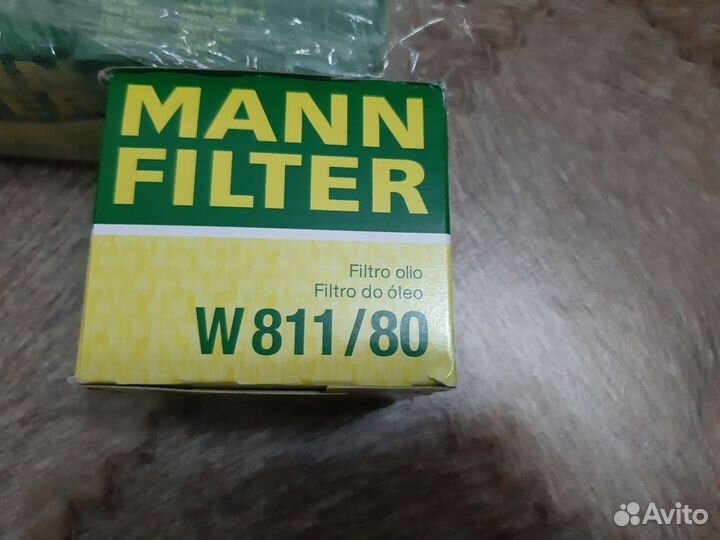 MANN
FILTER
Filtro olio
Filtro do óleo
W 811/80
Avito